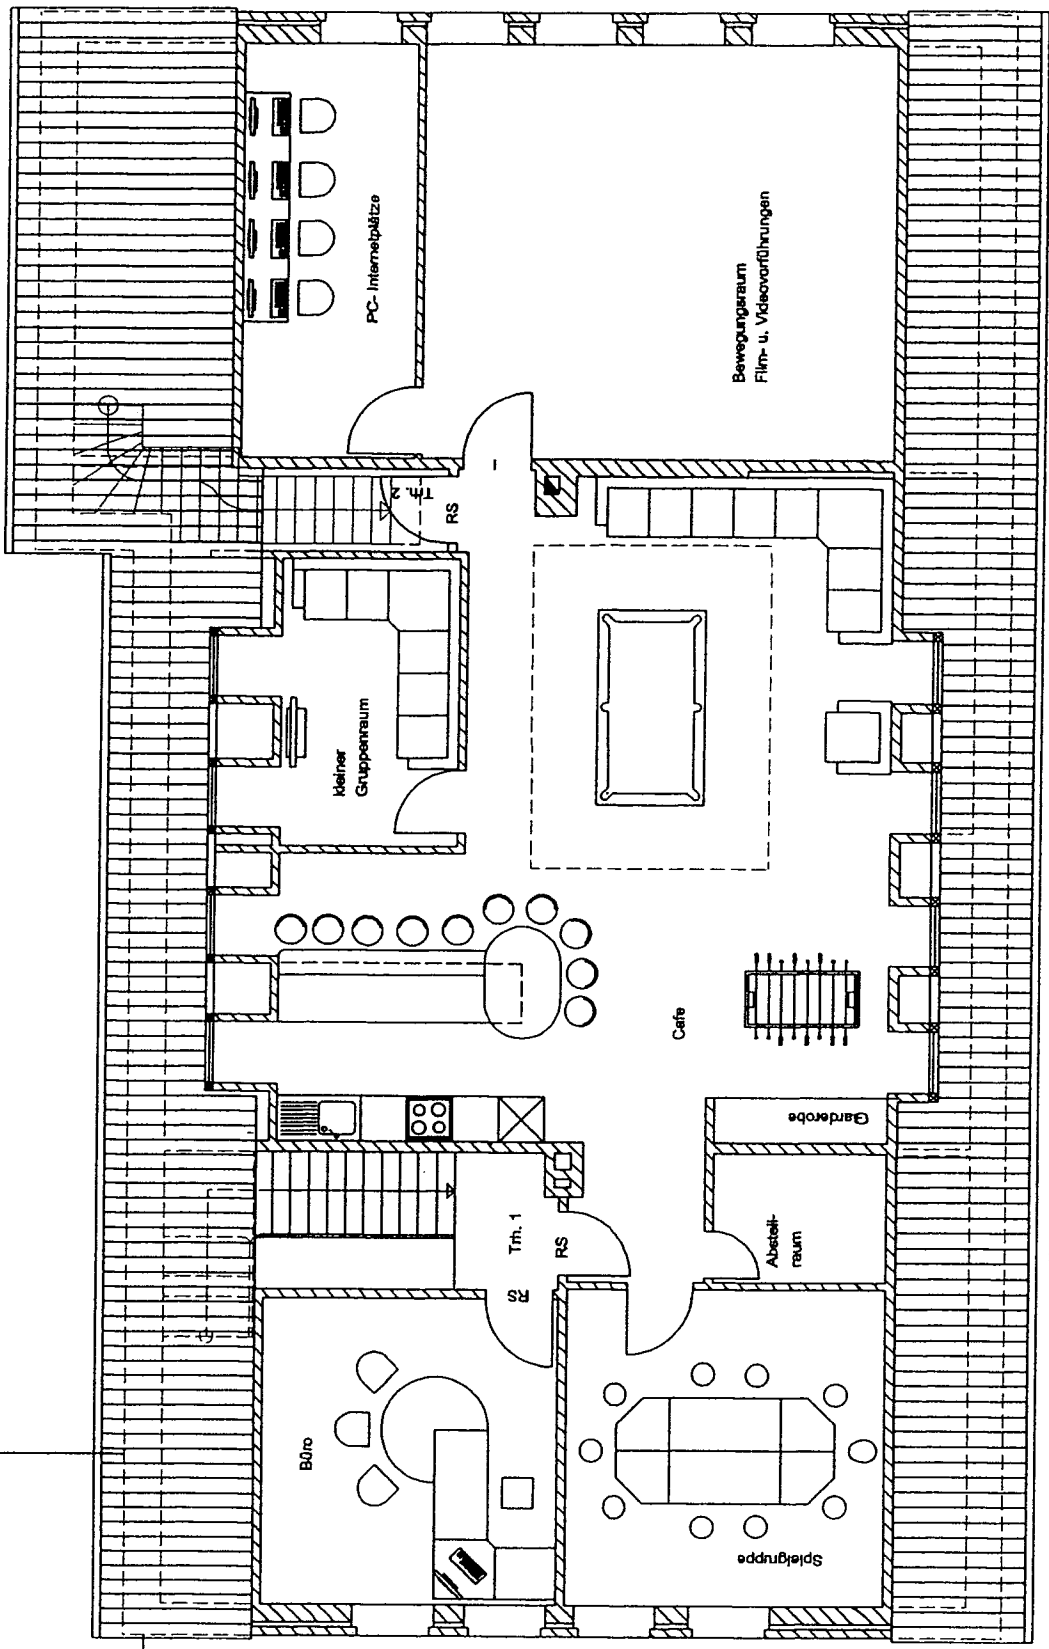 PC- Internetplätze
Bewegungsraum
Film- u. Videovorführungen
Trh. 2
RS
kleiner
Gruppenraum
Cafe
Garderobe
Trh. 1
RS
RS
Abstell-
raum
Büro
Spielgruppe